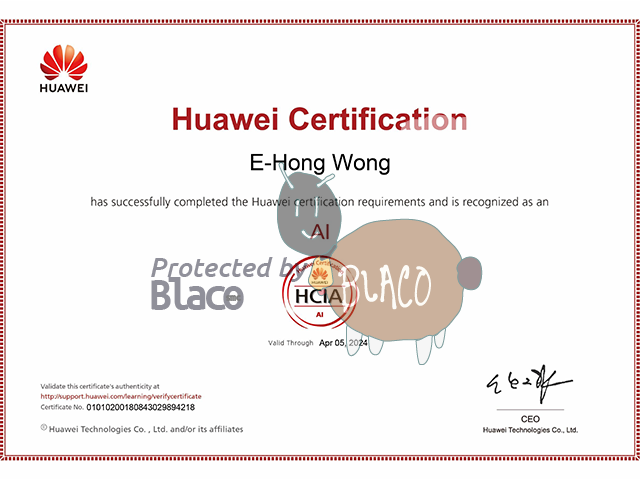 HUAWEI
Huawei Certification
E-Hong Wong
has successfully completed the Huawei certification requirements and is recognized as an
AI
Protected by
Blaco
BLACO
Huawei Certification
HUAWEI
HCIA
AI
Valid Through Apr 05, 2024
Validate this certificate's authenticity at
http://support.huawei.com/learning/verifycertificate
Certificate No. 01010200180843029894218
© Huawei Technologies Co. , Ltd. and/or its affiliates
CEO
Huawei Technologies Co., Ltd.